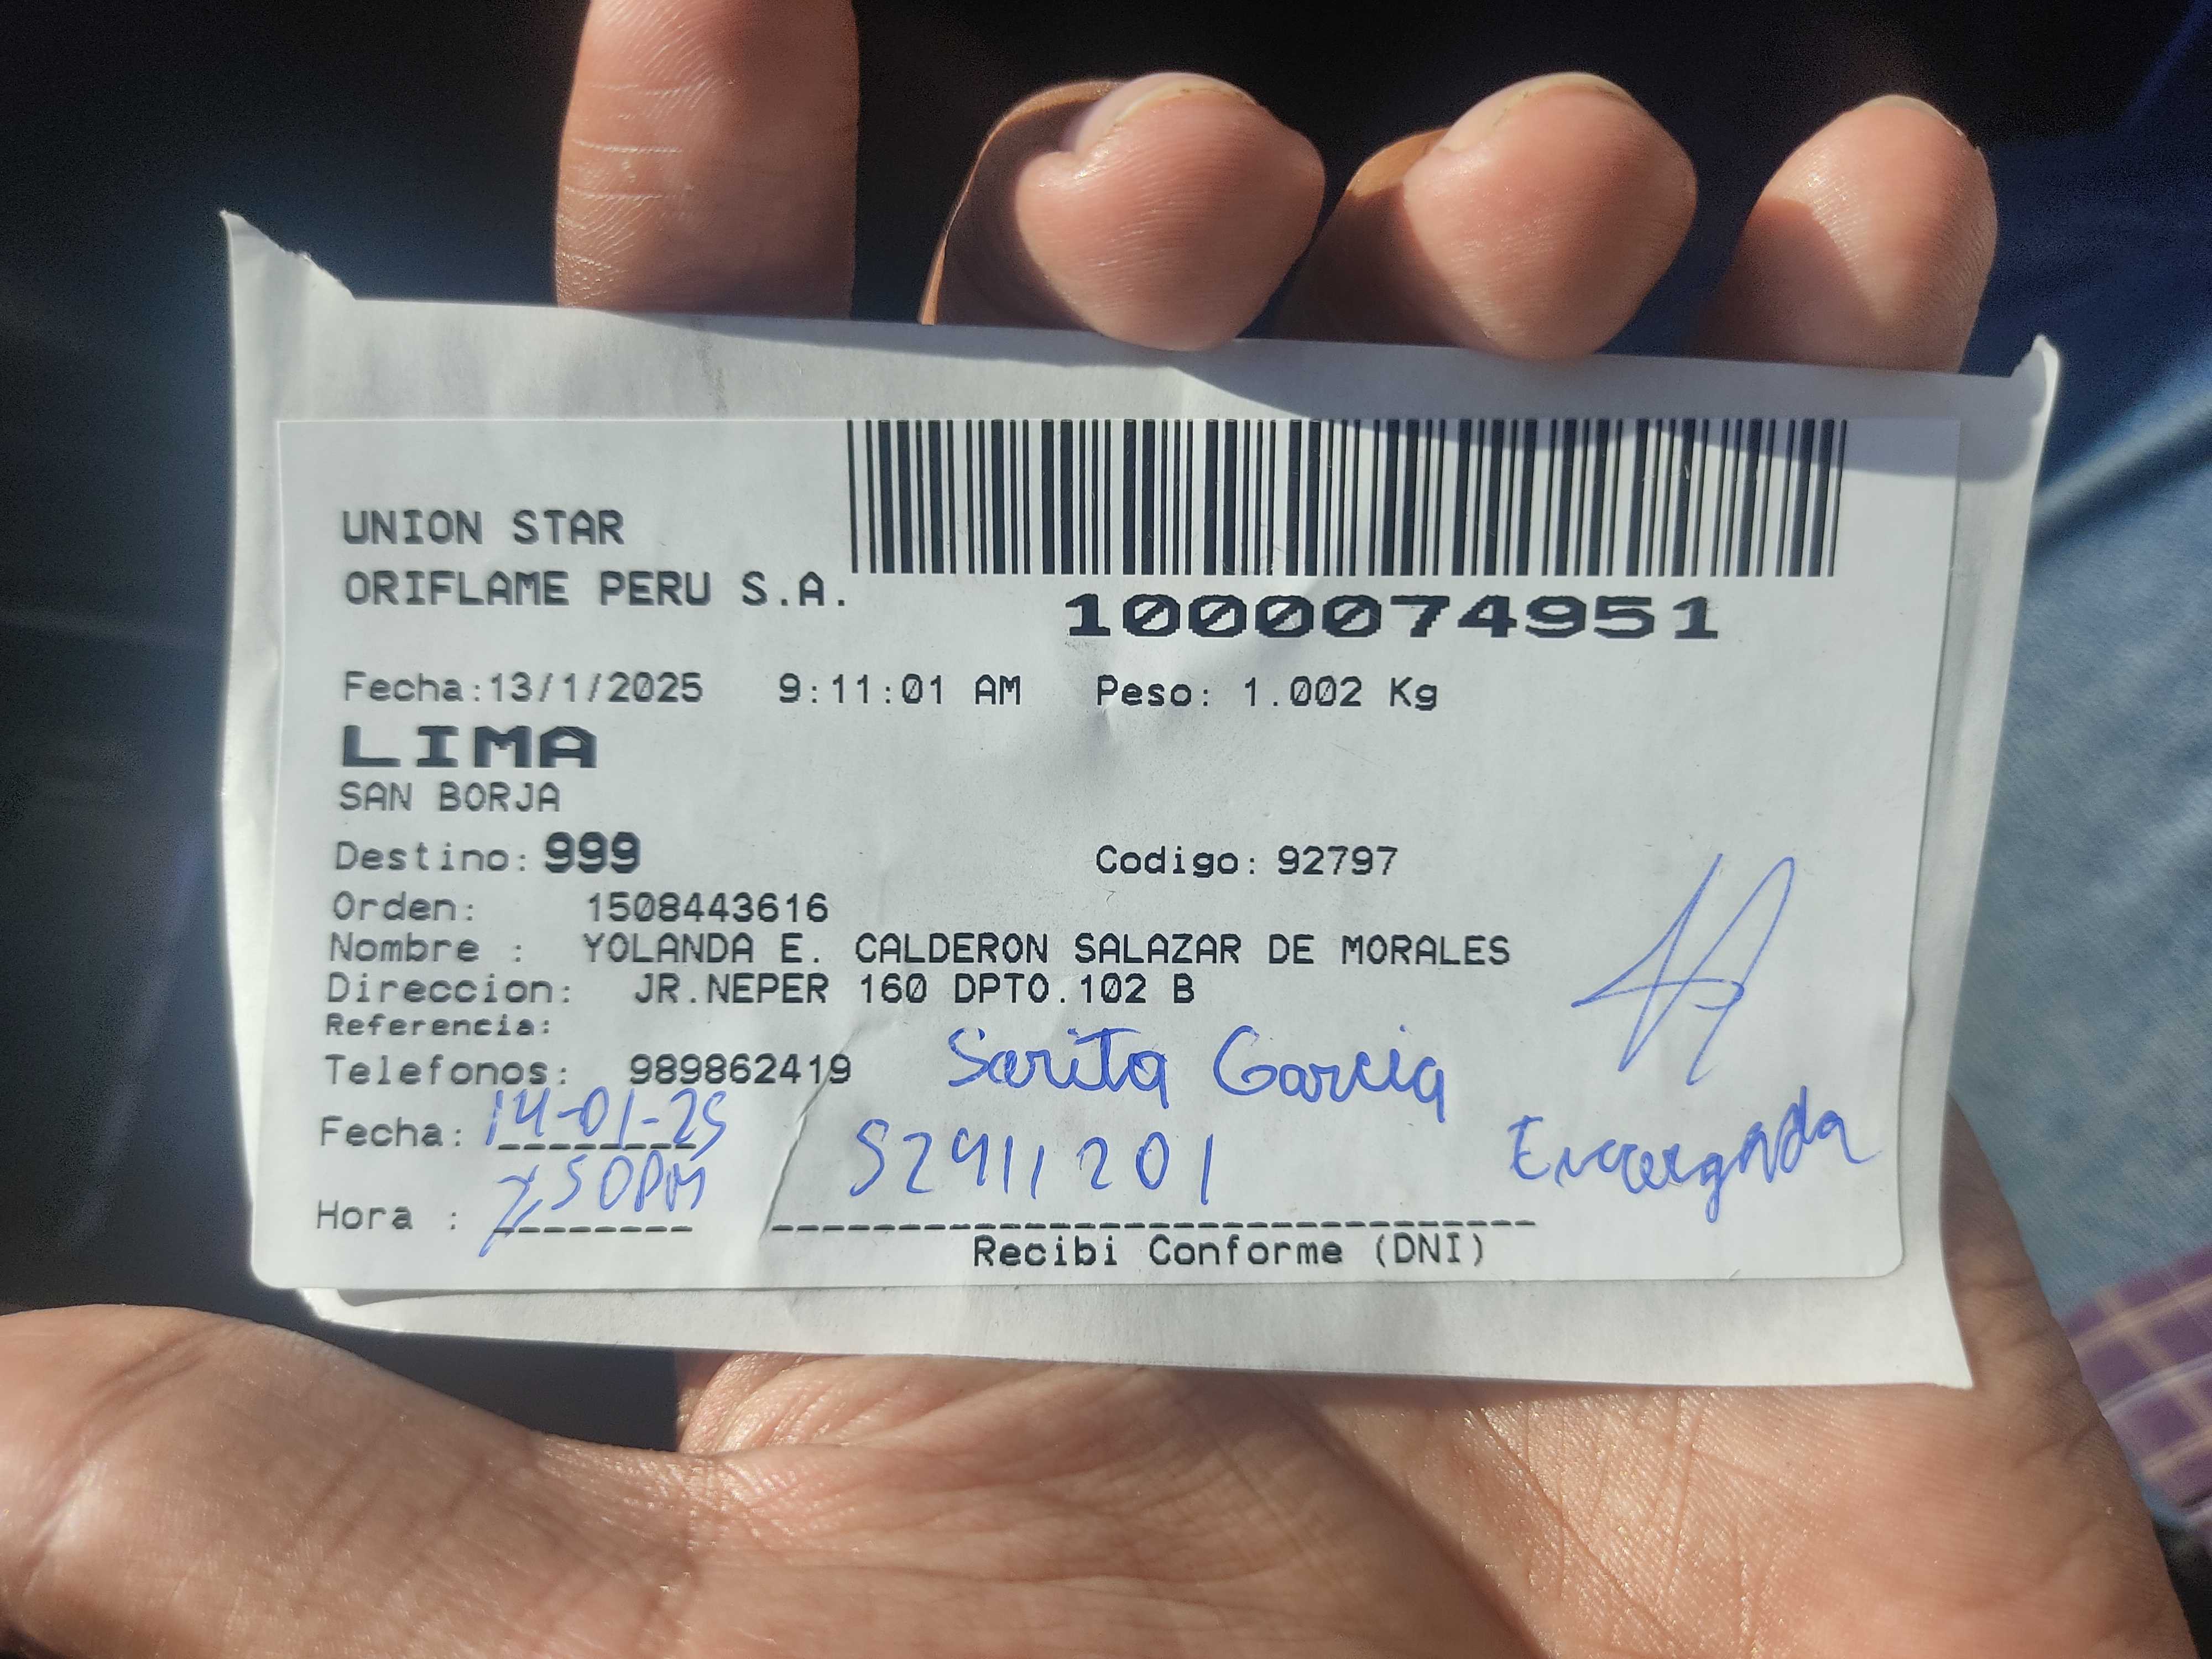 UNION STAR
ORIFLAME PERU S.A.
1000074951
Fecha:13/1/2025 9:11:01 AM Peso: 1.002 Kg
LIMA
SAN BORJA
Destino: 999 Codigo: 92797
Orden: 1508443616
Nombre : YOLANDA E. CALDERON SALAZAR DE MORALES
Direccion: JR.NEPER 160 DPTO.102 B
Referencia:
Telefonos: 989862419 Sarita Garcia
Fecha: 14-01-25 52911201 Encargada
Hora : 7,50PM
Recibi Conforme (DNI)